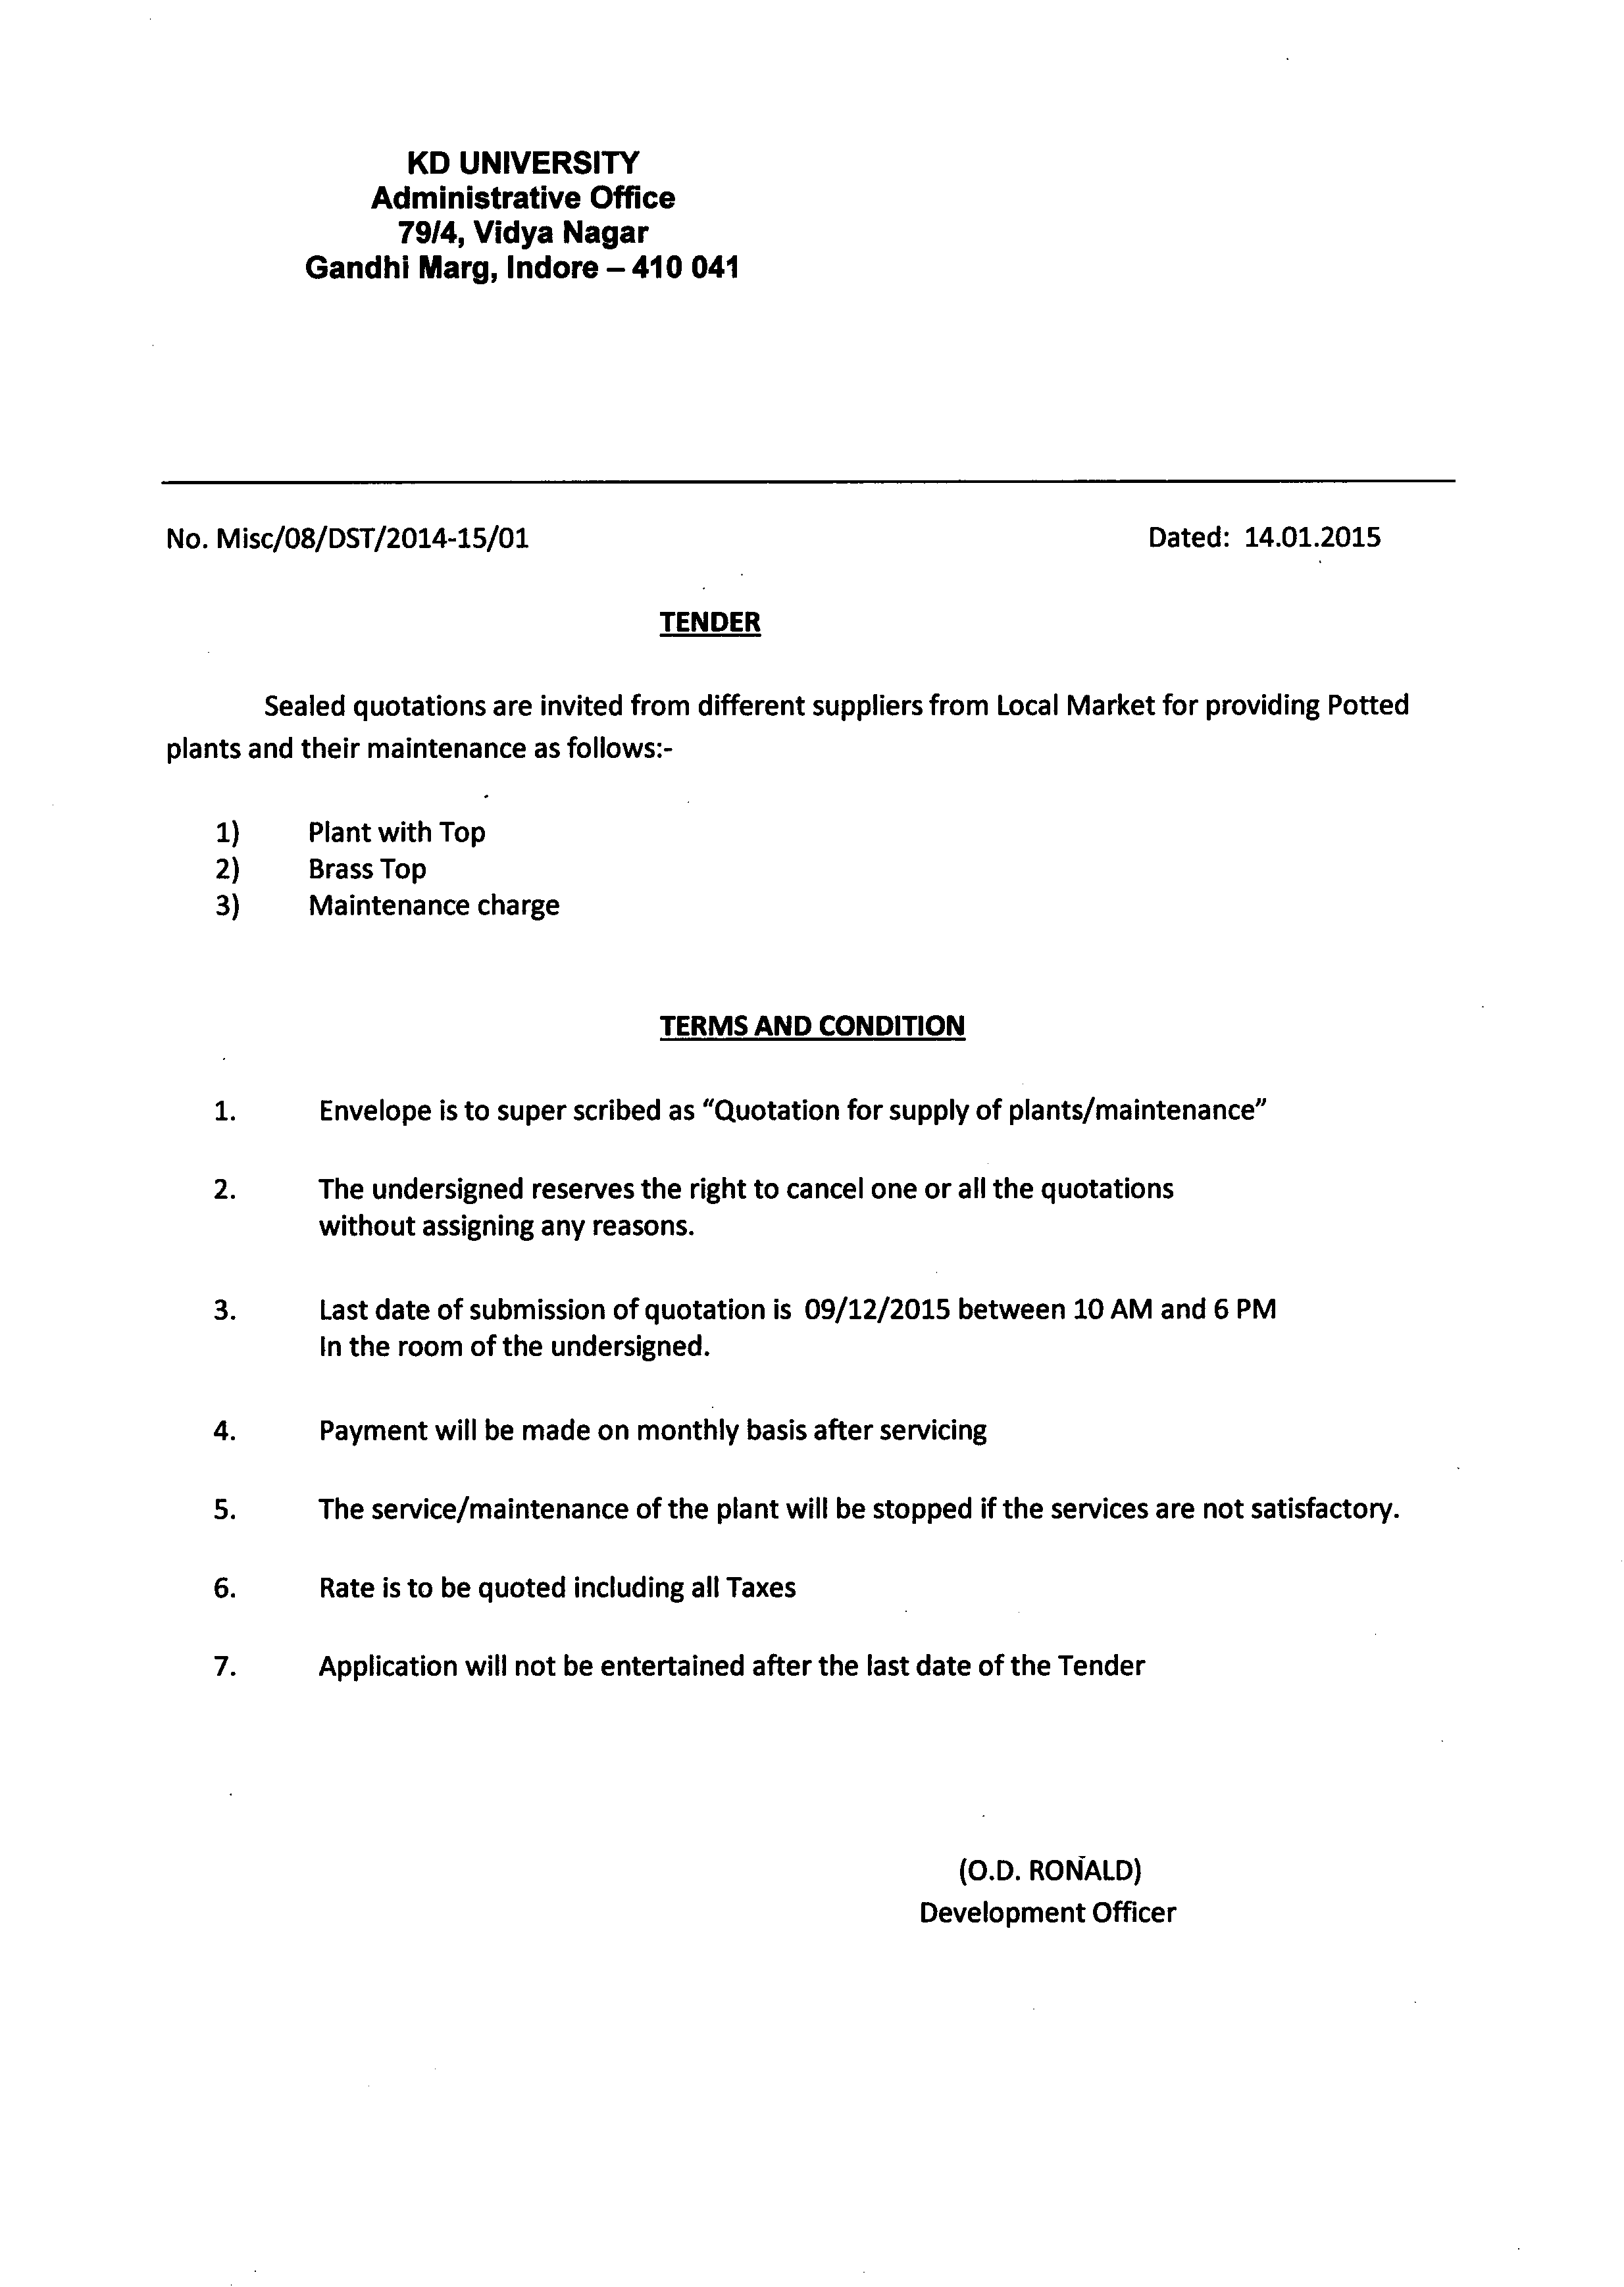 KD UNIVERSITY
Administrative Office
79/4, Vidya Nagar
Gandhi Marg, Indore – 410 041
No. Misc/08/DST/2014-15/01 Dated: 14.01.2015
TENDER
Sealed quotations are invited from different suppliers from Local Market for providing Potted
plants and their maintenance as follows:-
1) Plant with Top
2) Brass Top
3) Maintenance charge
TERMS AND CONDITION
1. Envelope is to super scribed as “Quotation for supply of plants/maintenance”
2. The undersigned reserves the right to cancel one or all the quotations
without assigning any reasons.
3. Last date of submission of quotation is 09/12/2015 between 10 AM and 6 PM
In the room of the undersigned.
4. Payment will be made on monthly basis after servicing
5. The service/maintenance of the plant will be stopped if the services are not satisfactory.
6. Rate is to be quoted including all Taxes
7. Application will not be entertained after the last date of the Tender
(O.D. RONALD)
Development Officer